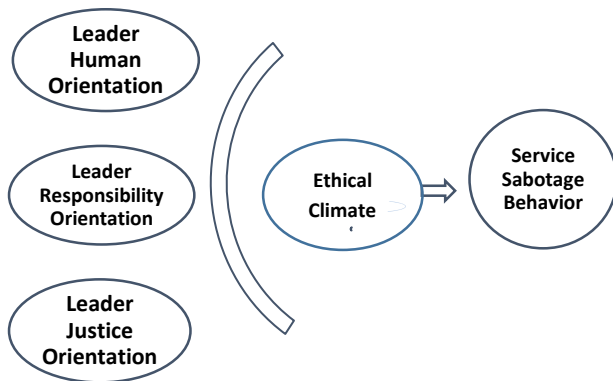 Leader
Human
Orientation
Leader
Responsibility
Orientation
Leader
Justice
Orientation
Ethical
Climate
Service
Sabotage
Behavior